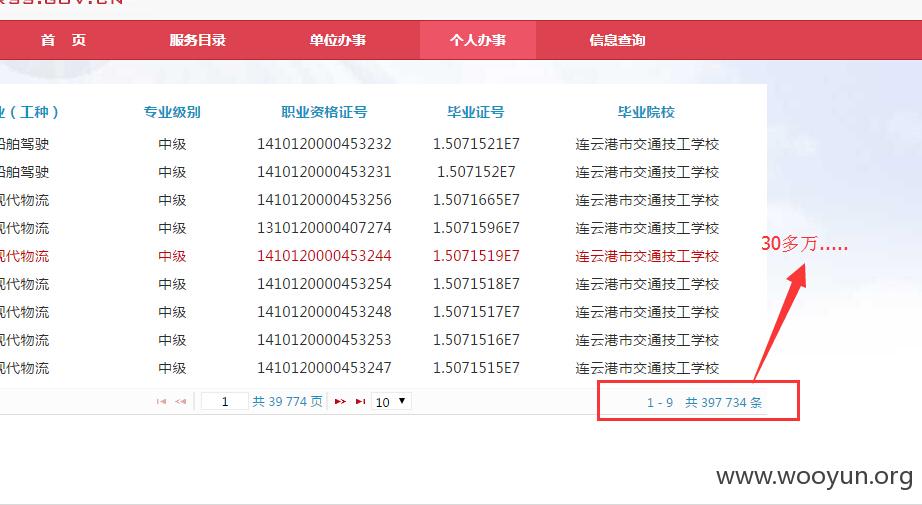 首 页 服务目录 单位办事 个人办事 信息查询
（工种） 专业级别 职业资格证号 毕业证号 毕业院校
舶驾驶 中级 1410120000453232 1.5071521E7 连云港市交通技工学校
舶驾驶 中级 1410120000453231 1.507152E7 连云港市交通技工学校
代物流 中级 1410120000453256 1.5071665E7 连云港市交通技工学校
代物流 中级 1310120000407274 1.5071596E7 连云港市交通技工学校
代物流 中级 1410120000453244 1.5071519E7 连云港市交通技工学校
代物流 中级 1410120000453254 1.5071518E7 连云港市交通技工学校
代物流 中级 1410120000453248 1.5071517E7 连云港市交通技工学校
代物流 中级 1410120000453253 1.5071516E7 连云港市交通技工学校
代物流 中级 1410120000453247 1.5071515E7 连云港市交通技工学校
30多万.....
1 共 39 774 页 10 1 - 9 共 397 734 条
www.wooyun.org